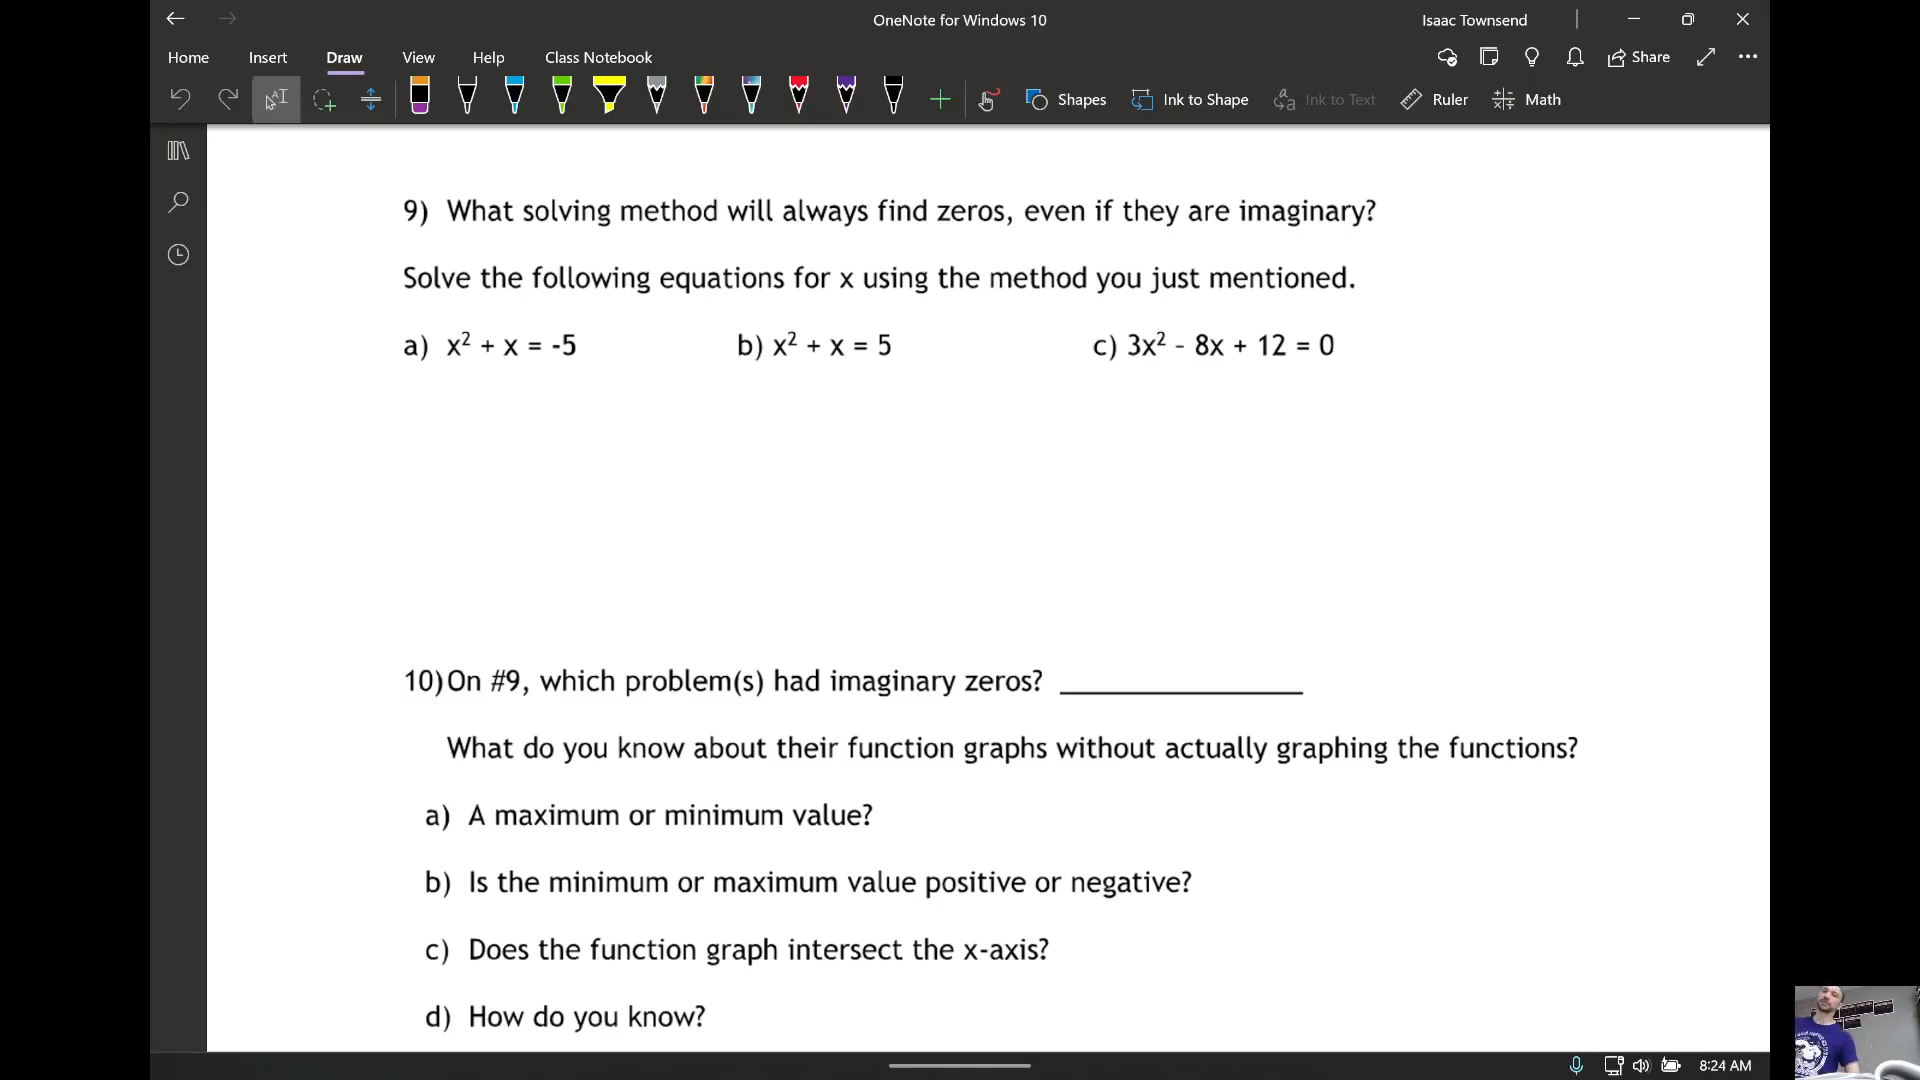 OneNote for Windows 10
Isaac Townsend
Home Insert Draw View Help Class Notebook
Share
Shapes Ink to Shape Ink to Text Ruler Math
9) What solving method will always find zeros, even if they are imaginary?
Solve the following equations for x using the method you just mentioned.
a) x² + x = -5 b) x² + x = 5 c) 3x² - 8x + 12 = 0
10) On #9, which problem(s) had imaginary zeros? ________________
What do you know about their function graphs without actually graphing the functions?
a) A maximum or minimum value?
b) Is the minimum or maximum value positive or negative?
c) Does the function graph intersect the x-axis?
d) How do you know?
8:24 AM